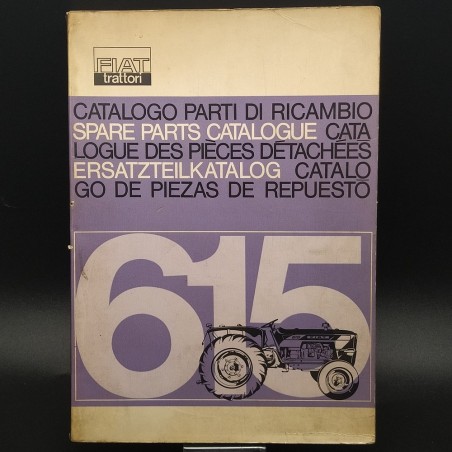 FIAT
trattori
CATALOGO PARTI DI RICAMBIO
SPARE PARTS CATALOGUE CATA
LOGUE DES PIÈCES DÉTACHÉES
ERSATZTEILKATALOG CATALO
GO DE PIEZAS DE REPUESTO
615